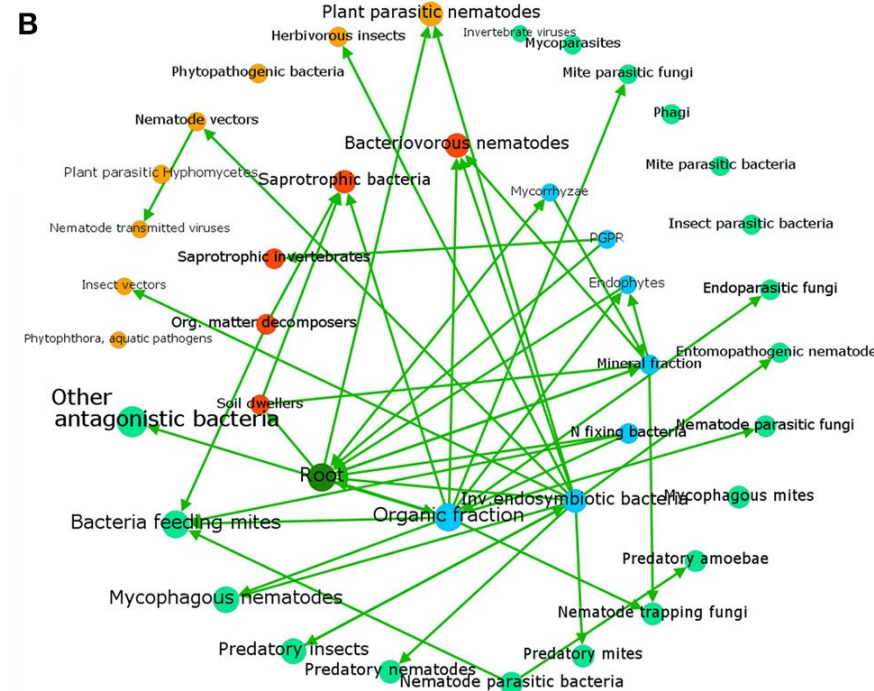 B
Plant parasitic nematodes
Herbivorous insects
Invertebrate viruses
Mycoparasites
Phytopathogenic bacteria
Mite parasitic fungi
Phagi
Nematode vectors
Bacteriovorous nematodes
Mite parasitic bacteria
Plant parasitic Hyphomycetes
Saprotrophic bacteria
Mycorrhyzae
Nematode transmitted viruses
Insect parasitic bacteria
PGPR
Saprotrophic invertebrates
Insect vectors
Endophytes
Endoparasitic fungi
Org. matter decomposers
Phytophthora, aquatic pathogens
Mineral fraction
Entomopathogenic nematode
Other
antagonistic bacteria
Soil dwellers
N fixing bacteria
Nematode parasitic fungi
Root
Inv.endosymbiotic bacteria
Mycophagous mites
Organic fraction
Bacteria feeding mites
Predatory amoebae
Mycophagous nematodes
Nematode trapping fungi
Predatory insects
Predatory mites
Predatory nematodes
Nematode parasitic bacteria